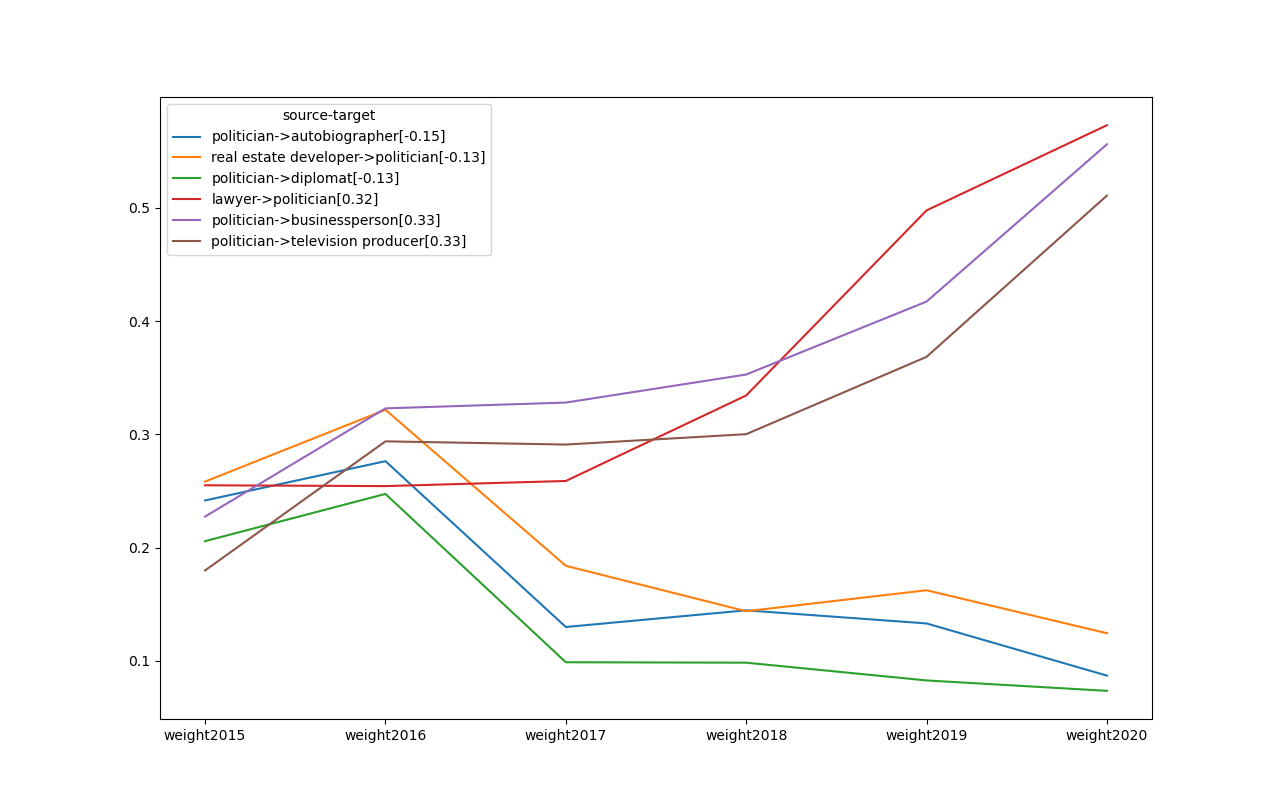 source-target
politician->autobiographer[-0.15]
real estate developer->politician[-0.13]
politician->diplomat[-0.13]
lawyer->politician[0.32]
politician->businessperson[0.33]
politician->television producer[0.33]
0.5
0.4
0.3
0.2
0.1
weight2015 weight2016 weight2017 weight2018 weight2019 weight2020